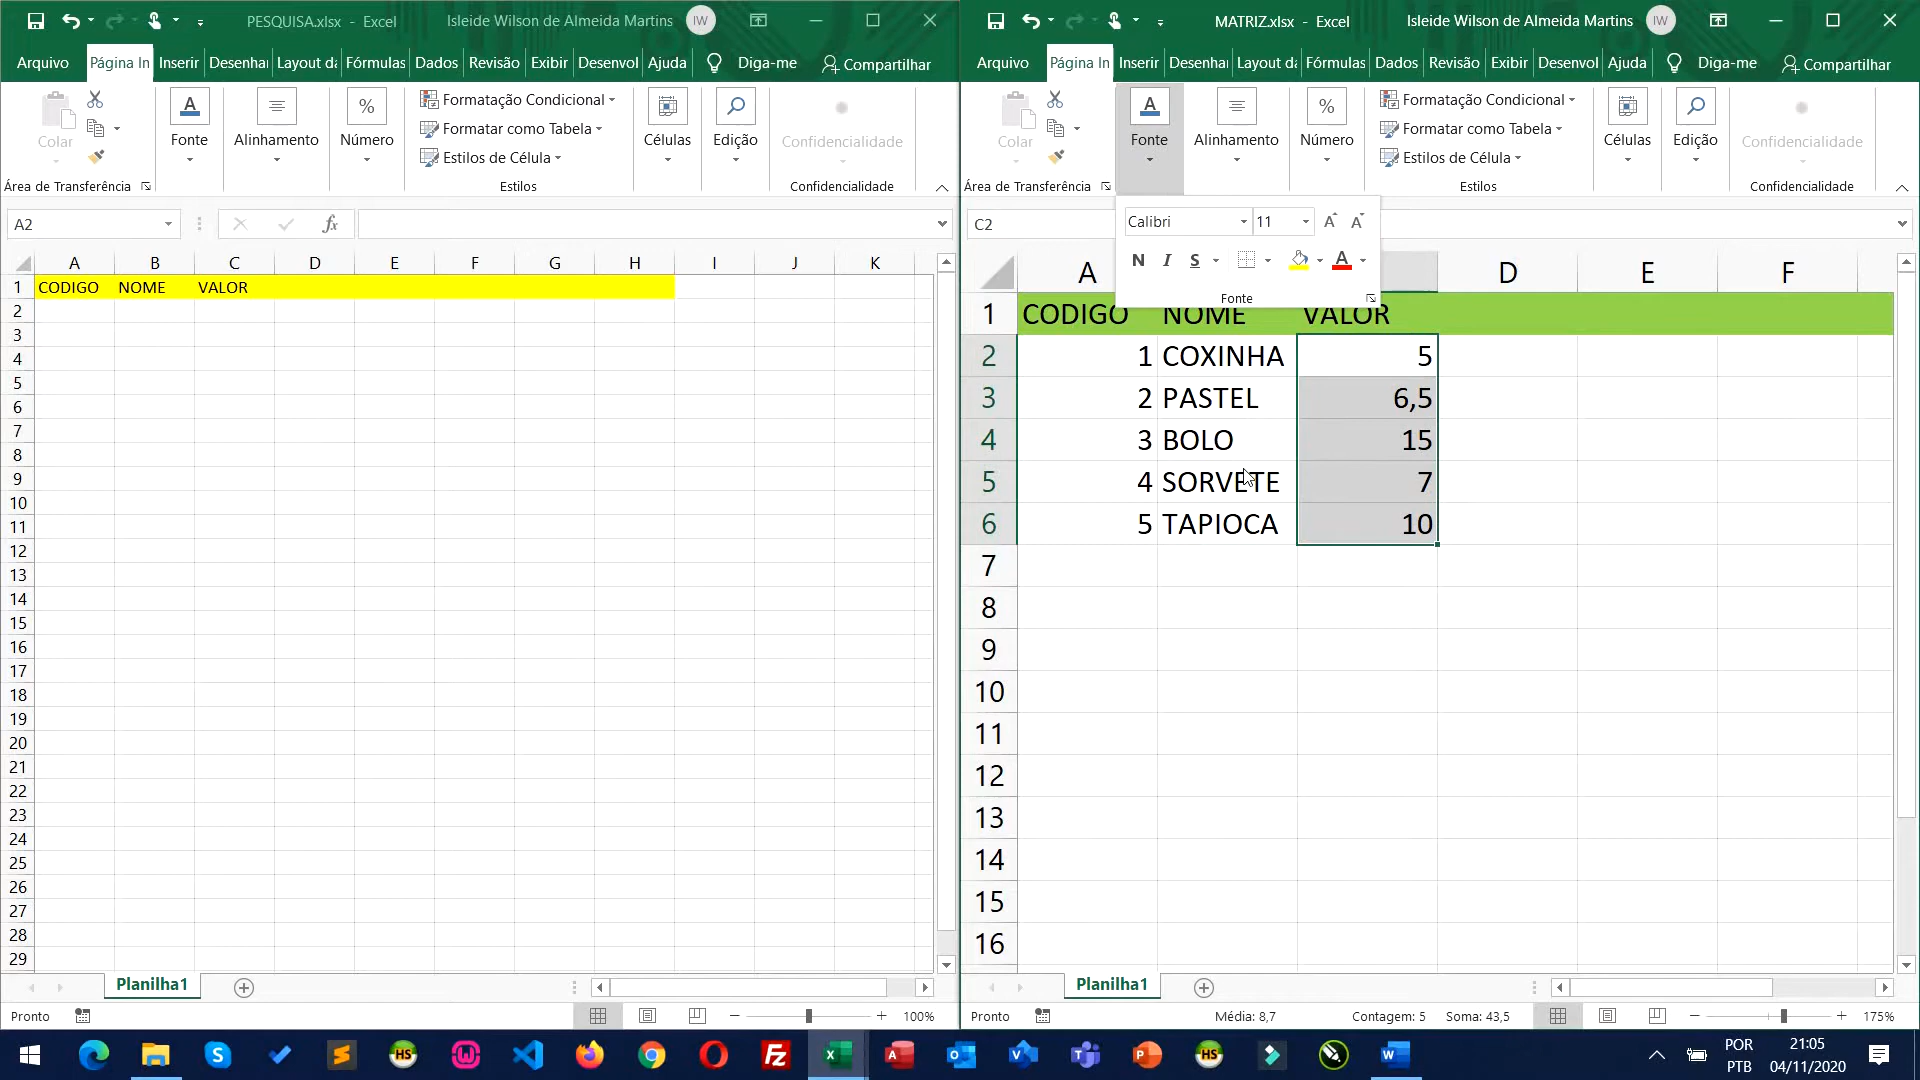 PESQUISA.xlsx - Excel
Isleide Wilson de Almeida Martins
IW
Arquivo
Página In
Inserir
Desenhar
Layout da
Fórmulas
Dados
Revisão
Exibir
Desenvol
Ajuda
Diga-me
Compartilhar
Colar
Área de Transferência
Fonte
Alinhamento
Número
Formatação Condicional
Formatar como Tabela
Estilos de Célula
Estilos
Células
Edição
Confidencialidade
Confidencialidade
A2
fx
A B C D E F G H I J K
1 CODIGO NOME VALOR
2
3
4
5
6
7
8
9
10
11
12
13
14
15
16
17
18
19
20
21
22
23
24
25
26
27
28
29
Planilha1
Pronto
100%
MATRIZ.xlsx - Excel
Isleide Wilson de Almeida Martins
IW
Arquivo
Página In
Inserir
Desenhar
Layout da
Fórmulas
Dados
Revisão
Exibir
Desenvol
Ajuda
Diga-me
Compartilhar
Colar
Área de Transferência
Fonte
Alinhamento
Número
Formatação Condicional
Formatar como Tabela
Estilos de Célula
Estilos
Células
Edição
Confidencialidade
Confidencialidade
C2
Calibri
11
N I S
Fonte
A D E F
1 CODIGO NOME VALOR
2 1 COXINHA 5
3 2 PASTEL 6,5
4 3 BOLO 15
5 4 SORVETE 7
6 5 TAPIOCA 10
7
8
9
10
11
12
13
14
15
16
Planilha1
Pronto
Média: 8,7
Contagem: 5
Soma: 43,5
175%
POR
PTB
21:05
04/11/2020